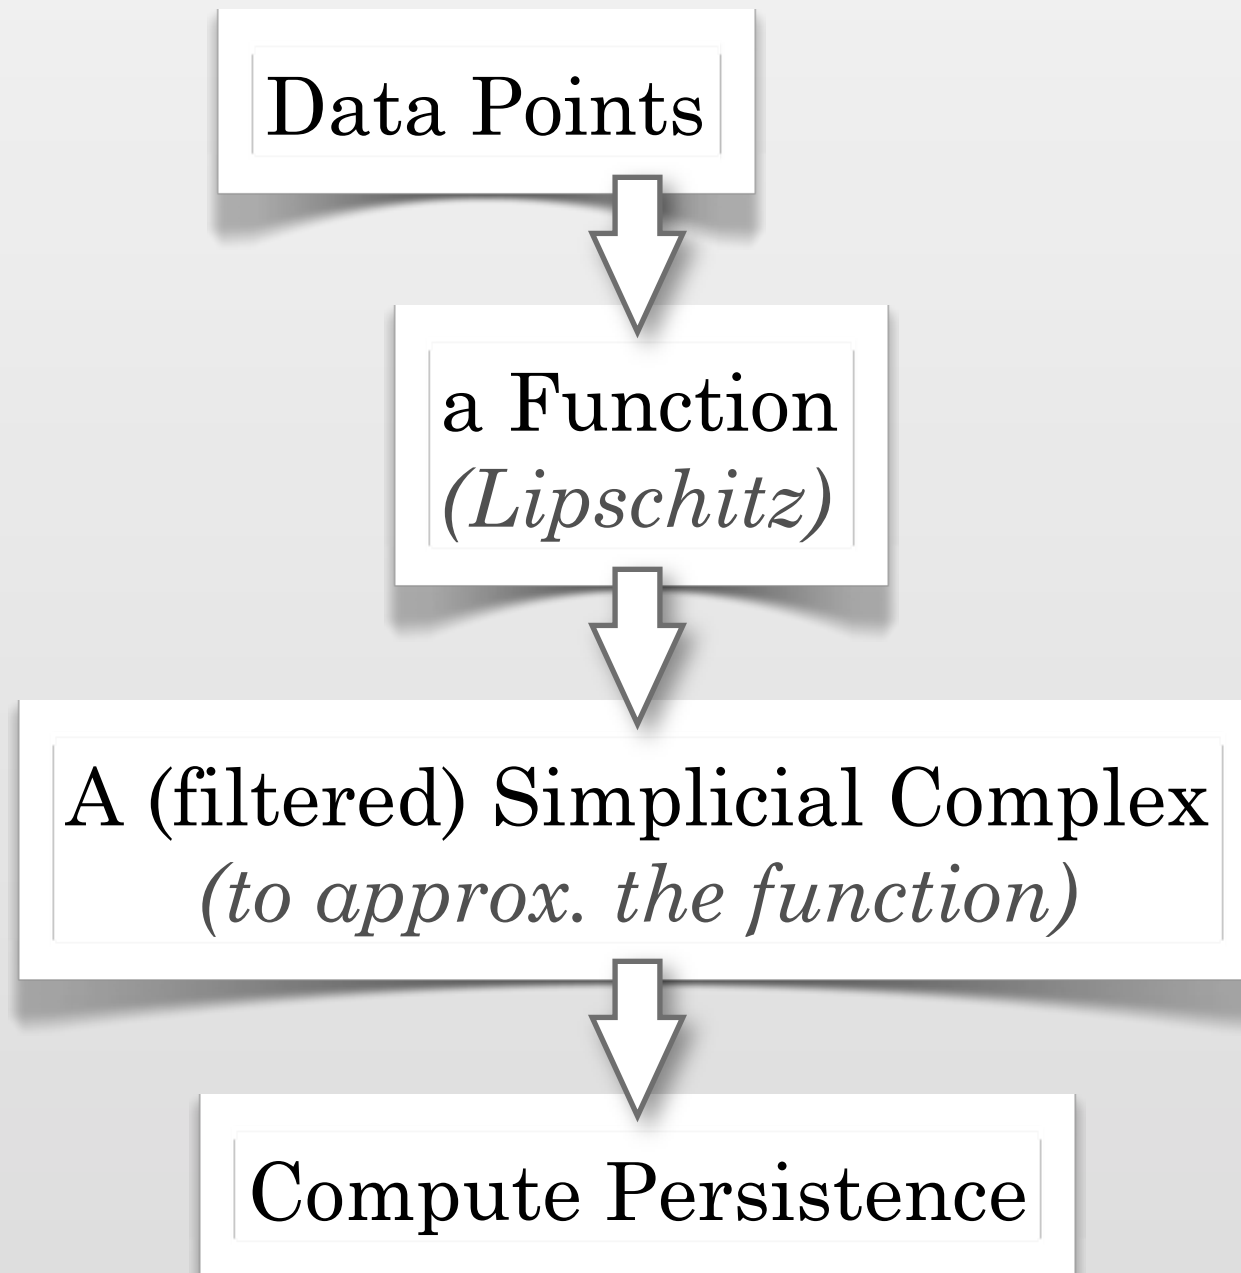 Data Points
a Function
(Lipschitz)
A (filtered) Simplicial Complex
(to approx. the function)
Compute Persistence